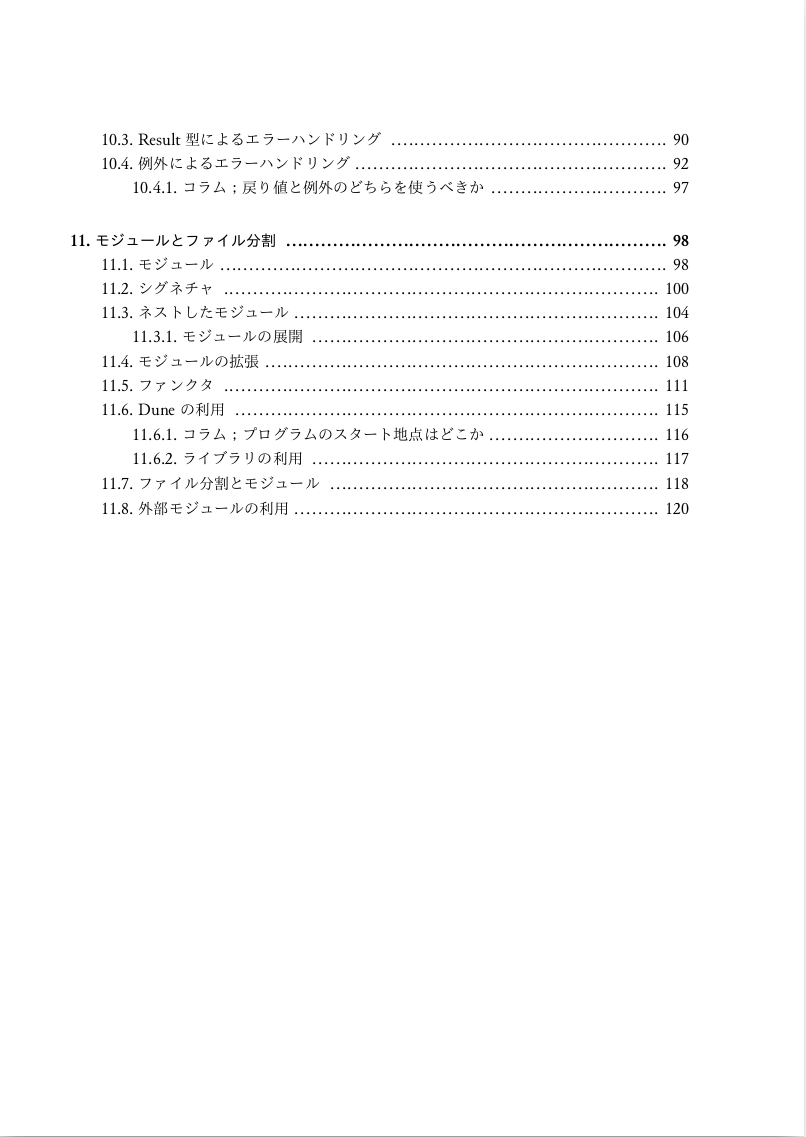 10.3. Result 型によるエラーハンドリング ................................................ 90
10.4. 例外によるエラーハンドリング ..................................................... 92
10.4.1. コラム；戻り値と例外のどちらを使うべきか .............................. 97
11. モジュールとファイル分割 ................................................................ 98
11.1. モジュール ............................................................................ 98
11.2. シグネチャ .......................................................................... 100
11.3. ネストしたモジュール .............................................................. 104
11.3.1. モジュールの展開 ........................................................... 106
11.4. モジュールの拡張 ................................................................... 108
11.5. ファンクタ .......................................................................... 111
11.6. Dune の利用 ........................................................................ 115
11.6.1. コラム；プログラムのスタート地点はどこか ............................. 116
11.6.2. ライブラリの利用 ........................................................... 117
11.7. ファイル分割とモジュール ........................................................ 118
11.8. 外部モジュールの利用 .............................................................. 120